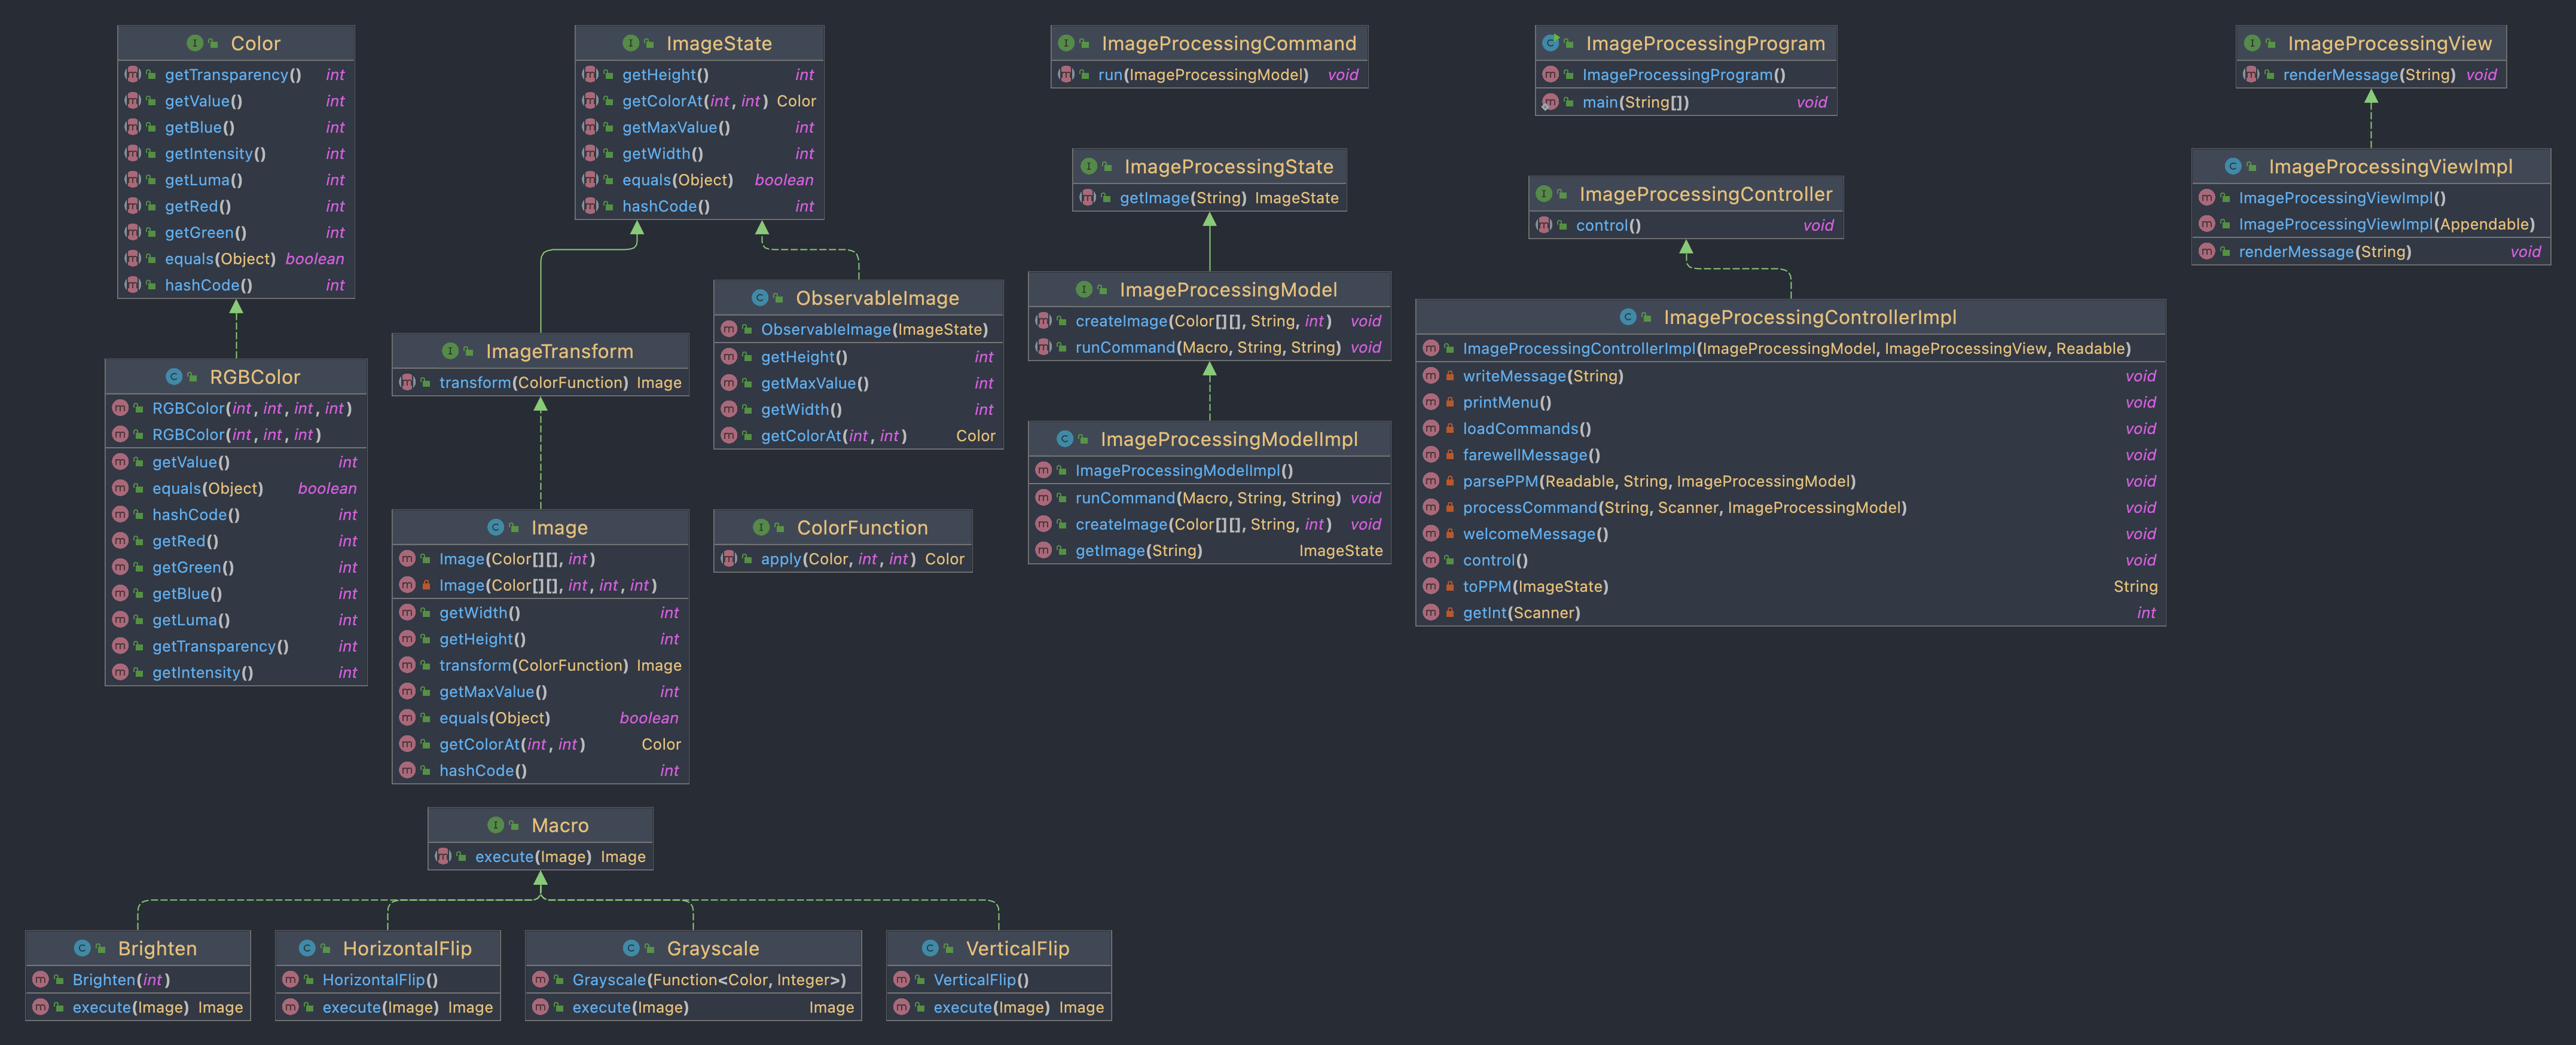 Color
getTransparency() int
getValue() int
getBlue() int
getIntensity() int
getLuma() int
getRed() int
getGreen() int
equals(Object) boolean
hashCode() int
RGBColor
RGBColor(int, int, int, int)
RGBColor(int, int, int)
getValue() int
equals(Object) boolean
hashCode() int
getRed() int
getGreen() int
getBlue() int
getLuma() int
getTransparency() int
getIntensity() int
ImageState
getHeight() int
getColorAt(int, int) Color
getMaxValue() int
getWidth() int
equals(Object) boolean
hashCode() int
ImageTransform
transform(ColorFunction) Image
ObservableImage
ObservableImage(ImageState)
getHeight() int
getMaxValue() int
getWidth() int
getColorAt(int, int) Color
Image
Image(Color[][], int)
Image(Color[][], int, int, int)
getWidth() int
getHeight() int
transform(ColorFunction) Image
getMaxValue() int
equals(Object) boolean
getColorAt(int, int) Color
hashCode() int
ColorFunction
apply(Color, int, int) Color
Macro
execute(Image) Image
Brighten
Brighten(int)
execute(Image) Image
HorizontalFlip
HorizontalFlip()
execute(Image) Image
Grayscale
Grayscale(Function<Color, Integer>)
execute(Image) Image
VerticalFlip
VerticalFlip()
execute(Image) Image
ImageProcessingCommand
run(ImageProcessingModel) void
ImageProcessingState
getImage(String) ImageState
ImageProcessingModel
createImage(Color[][], String, int) void
runCommand(Macro, String, String) void
ImageProcessingModelImpl
ImageProcessingModelImpl()
runCommand(Macro, String, String) void
createImage(Color[][], String, int) void
getImage(String) ImageState
ImageProcessingProgram
ImageProcessingProgram()
main(String[]) void
ImageProcessingController
control() void
ImageProcessingControllerImpl
ImageProcessingControllerImpl(ImageProcessingModel, ImageProcessingView, Readable)
writeMessage(String) void
printMenu() void
loadCommands() void
farewellMessage() void
parsePPM(Readable, String, ImageProcessingModel) void
processCommand(String, Scanner, ImageProcessingModel) void
welcomeMessage() void
control() void
toPPM(ImageState) String
getInt(Scanner) int
ImageProcessingView
renderMessage(String) void
ImageProcessingViewImpl
ImageProcessingViewImpl()
ImageProcessingViewImpl(Appendable)
renderMessage(String) void